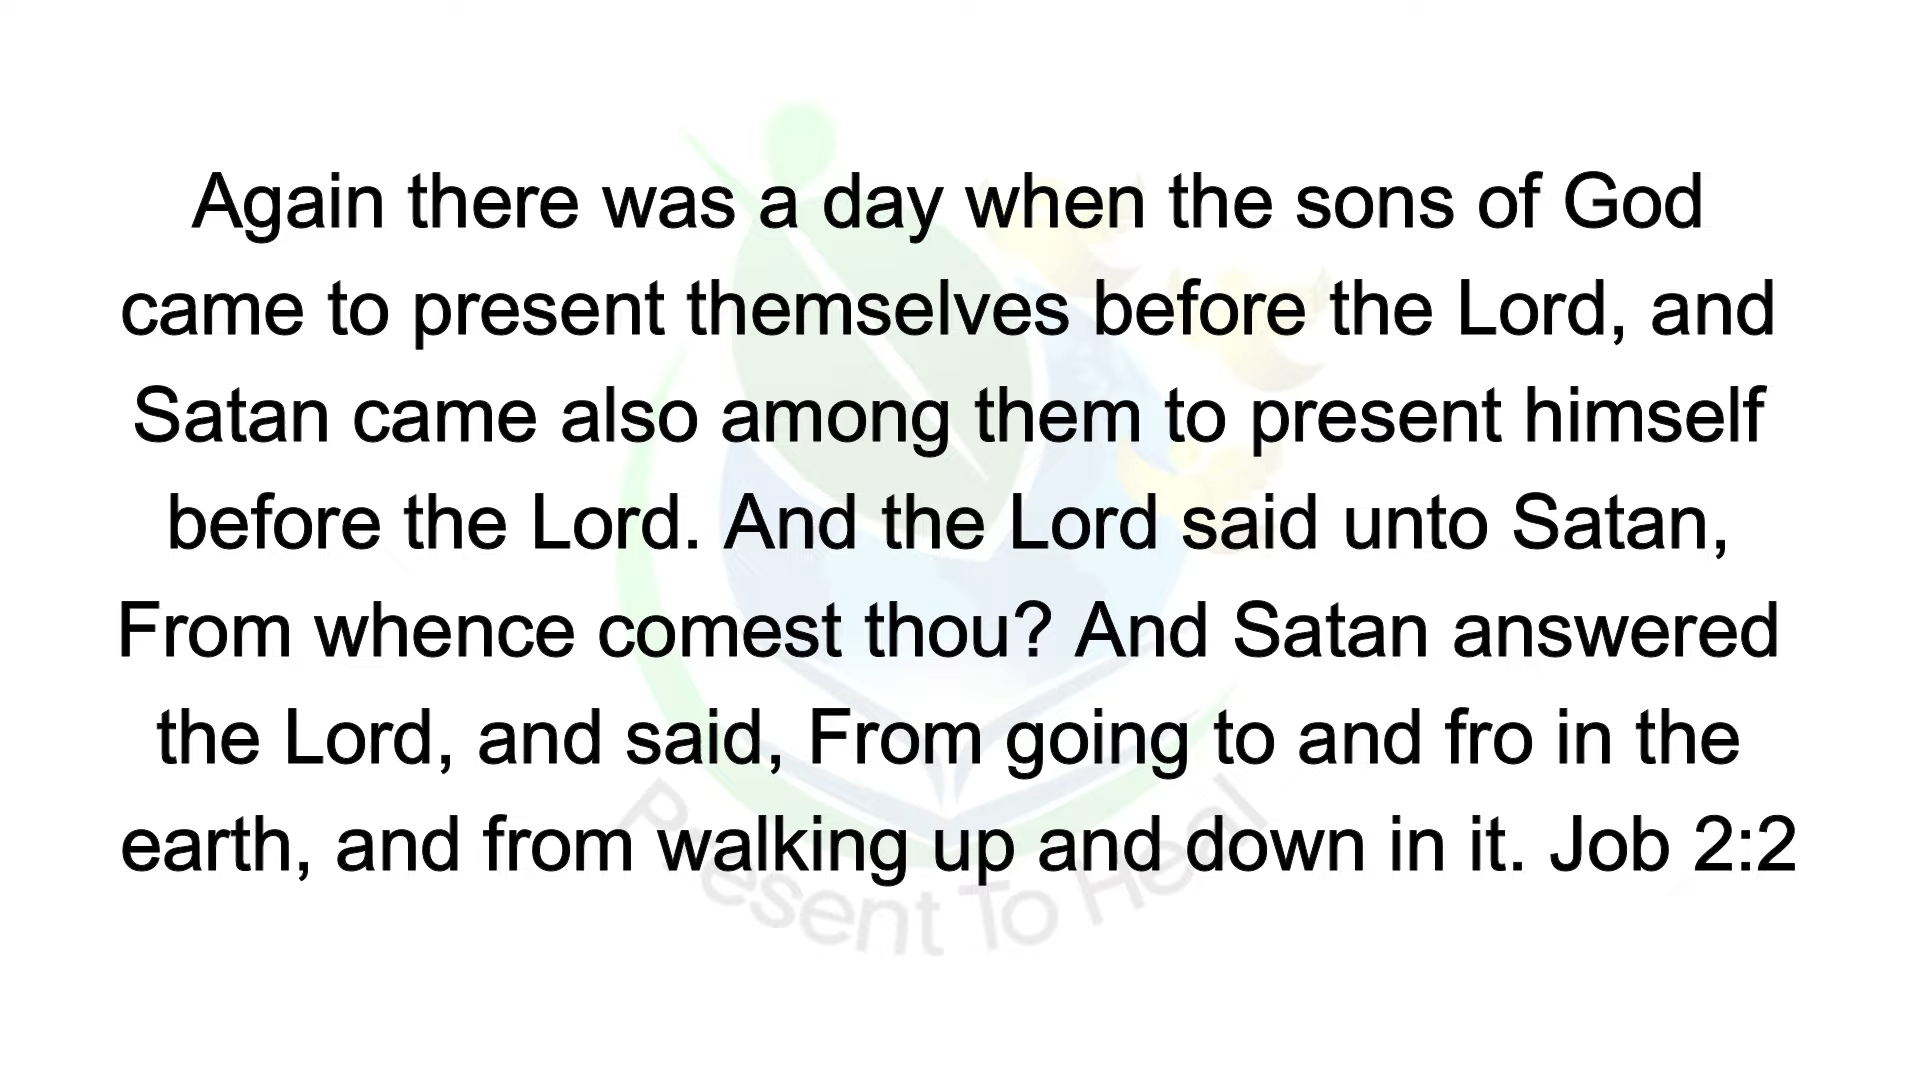 Again there was a day when the sons of God
came to present themselves before the Lord, and
Satan came also among them to present himself
before the Lord. And the Lord said unto Satan,
From whence comest thou? And Satan answered
the Lord, and said, From going to and fro in the
earth, and from walking up and down in it. Job 2:2
Present To Heal